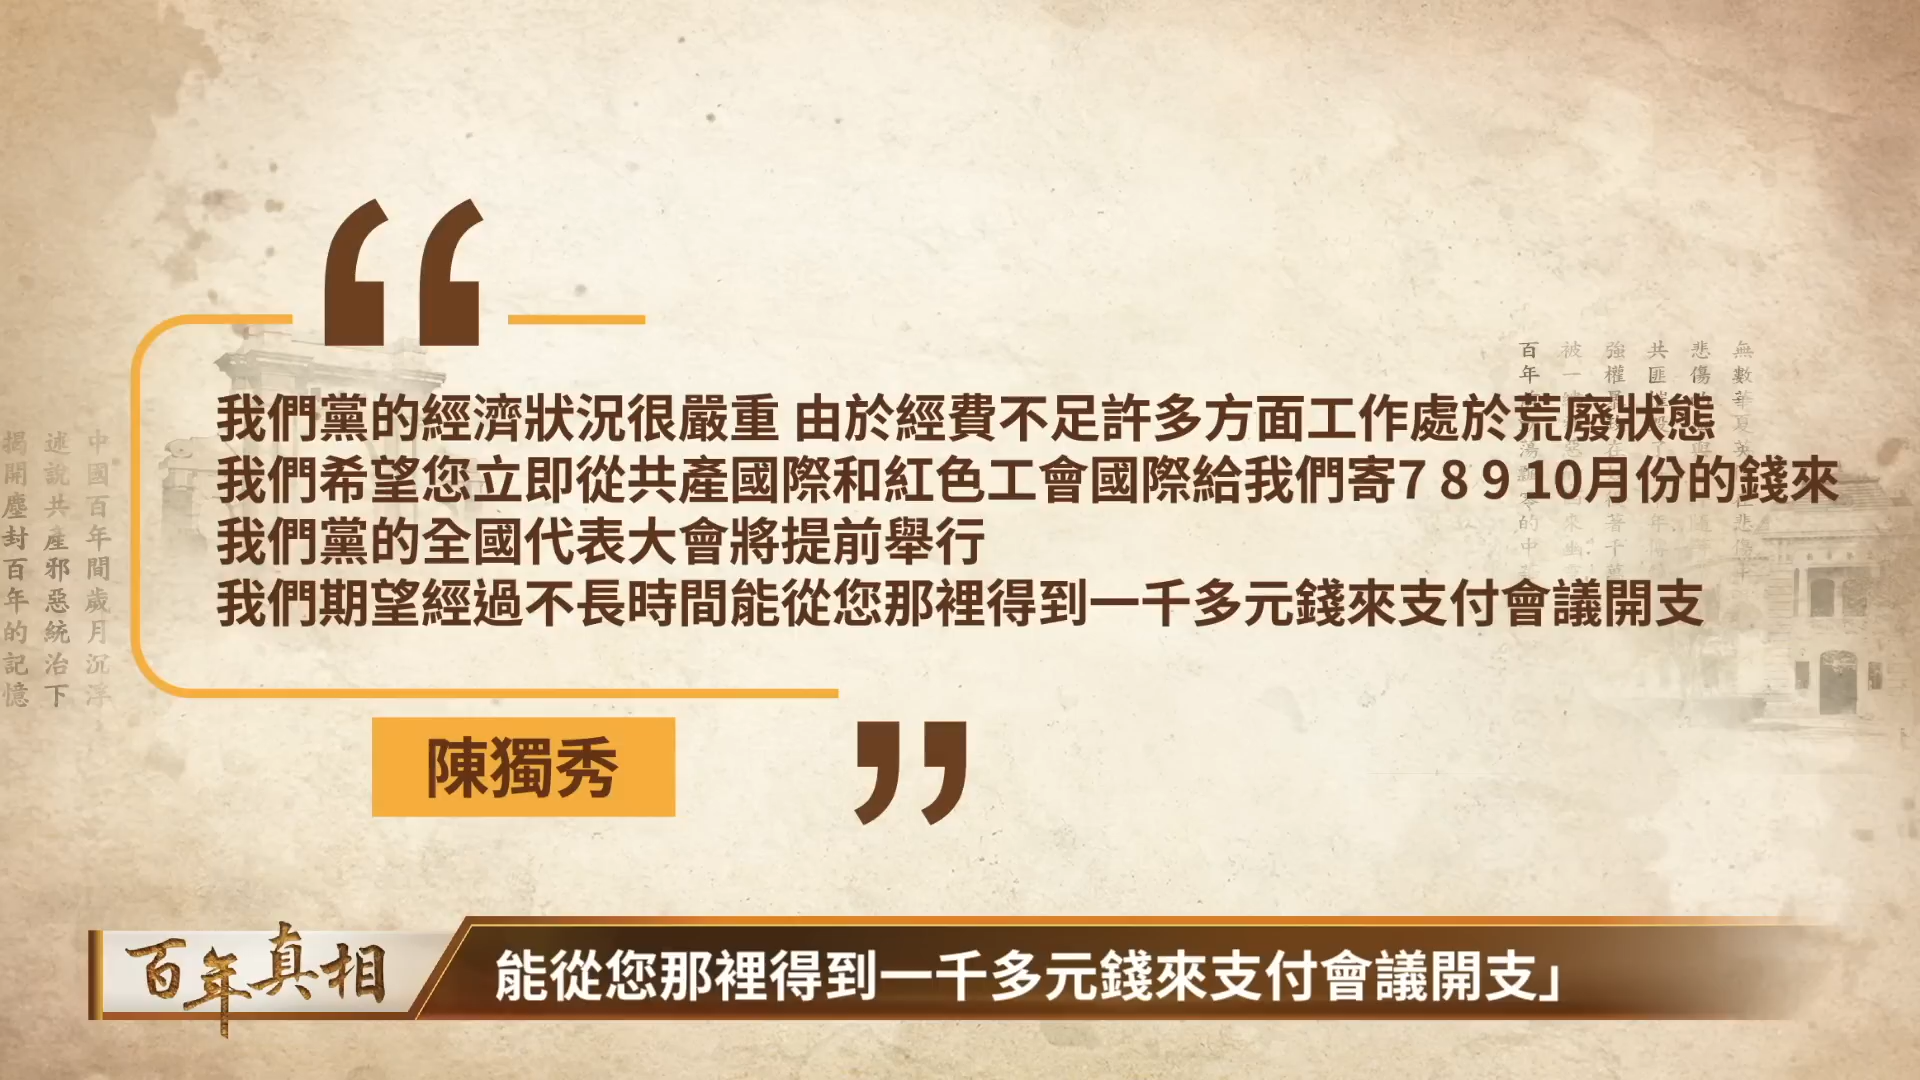 我們黨的經濟狀況很嚴重 由於經費不足許多方面工作處於荒廢狀態
我們希望您立即從共產國際和紅色工會國際給我們寄7 8 9 10月份的錢來
我們黨的全國代表大會將提前舉行
我們期望經過不長時間能從您那裡得到一千多元錢來支付會議開支
陳獨秀
百年真相
能從您那裡得到一千多元錢來支付會議開支」
中國百年間歲月沉浮
述說共產邪惡統治下
揭開塵封百年的記憶